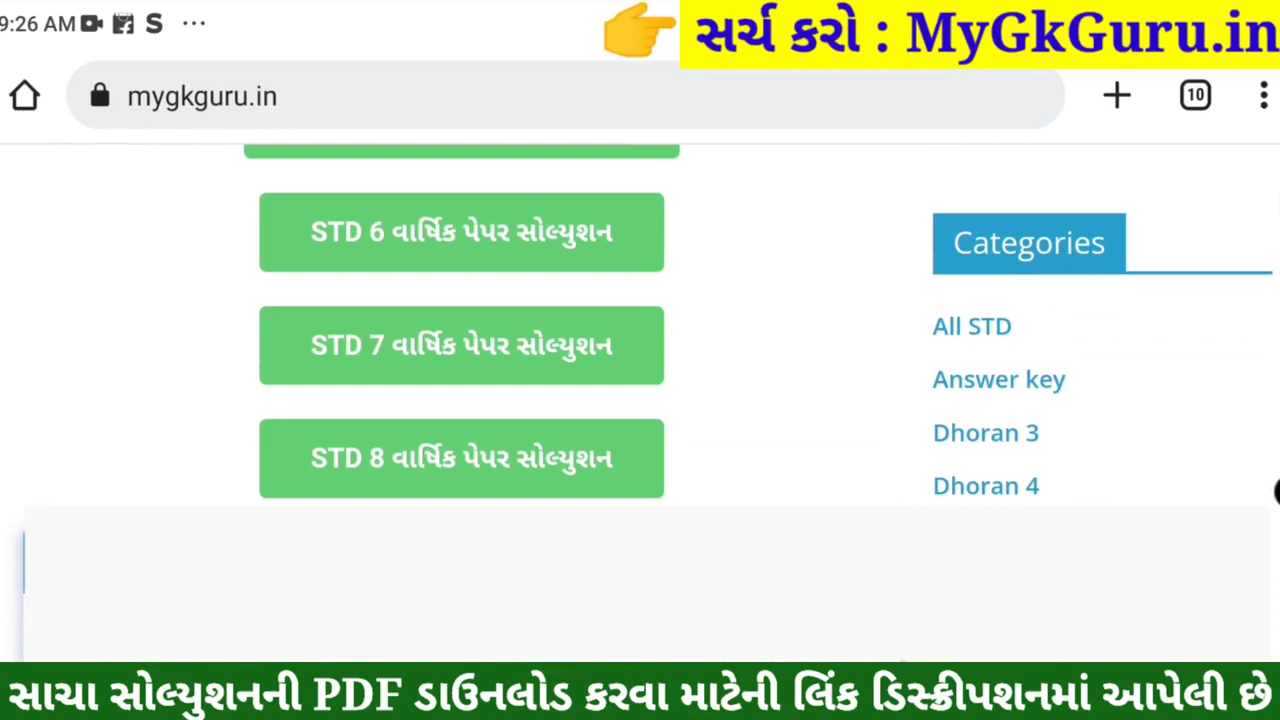 9:26 AM S ...
સર્ચ કરો : MyGkGuru.in
mygkguru.in
10
STD 6 વાર્ષિક પેપર સોલ્યુશન
STD 7 વાર્ષિક પેપર સોલ્યુશન
STD 8 વાર્ષિક પેપર સોલ્યુશન
Categories
All STD
Answer key
Dhoran 3
Dhoran 4
સાચા સોલ્યુશનની PDF ડાઉનલોડ કરવા માટેની લિંક ડિસ્ક્રીપશનમાં આપેલી છે